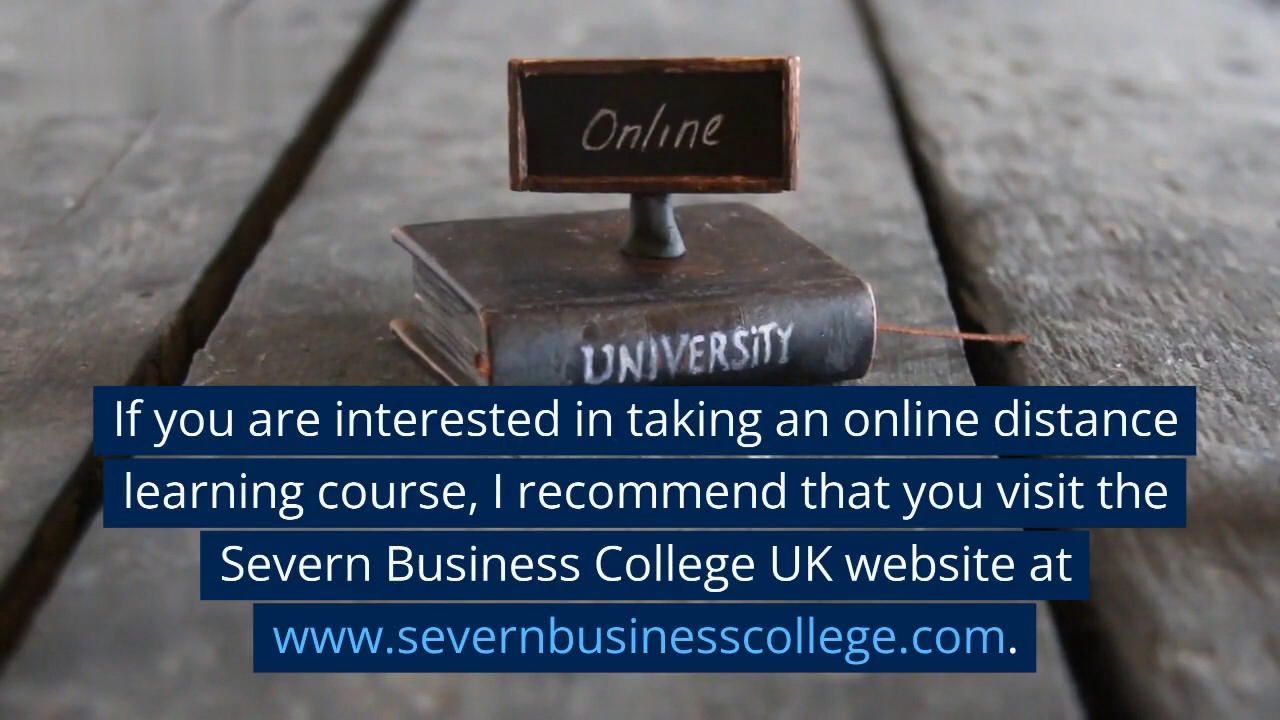 Online
UNIVERSITY
If you are interested in taking an online distance
learning course, I recommend that you visit the
Severn Business College UK website at
www.severnbusinesscollege.com.